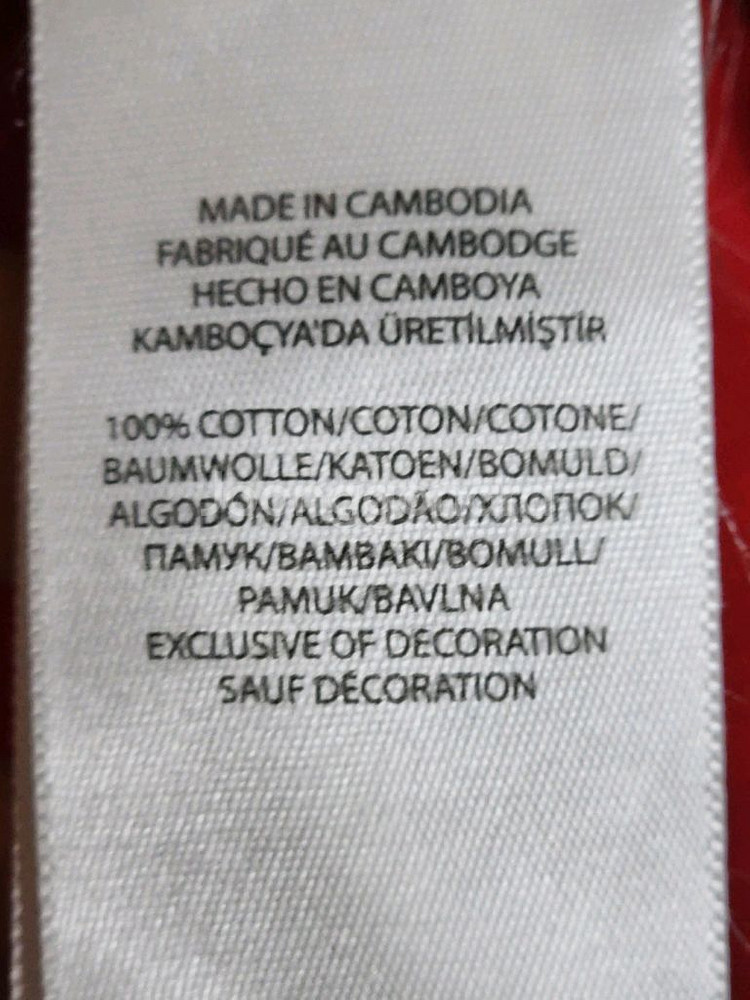 MADE IN CAMBODIA
FABRIQUÉ AU CAMBODGE
HECHO EN CAMBOYA
KAMBOÇYA'DA ÜRETİLMİŞTİR
100% COTTON/COTON/COTONE/
BAUMWOLLE/KATOEN/BOMULD/
ALGODÓN/ALGODÃO/ХЛОПОК/
ПАМУК/BAMBAKI/BOMULL/
PAMUK/BAVLNA
EXCLUSIVE OF DECORATION
SAUF DÉCORATION